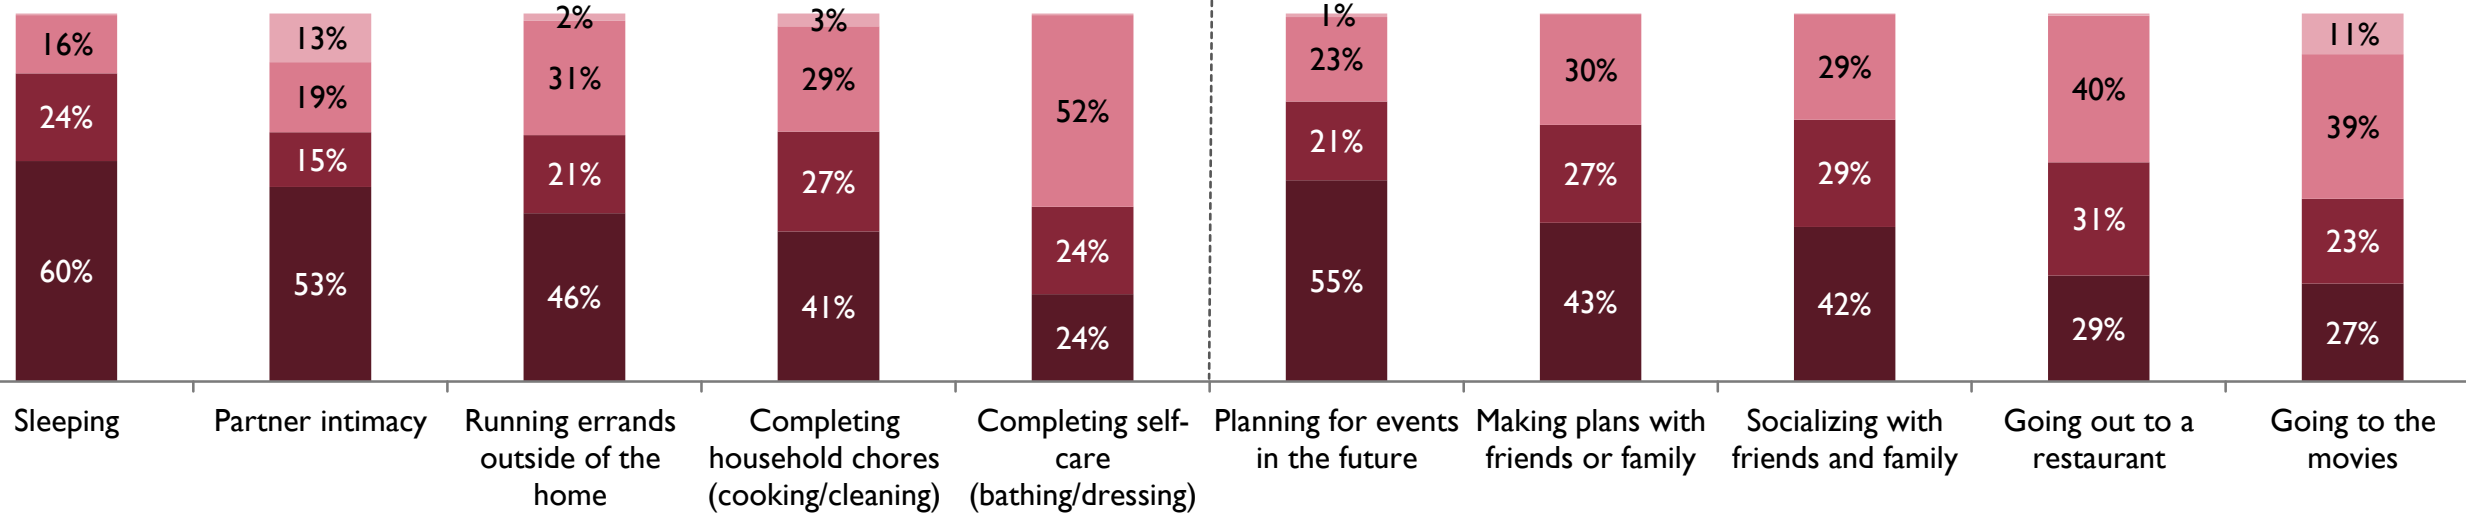 16%
24%
60%
13%
19%
15%
53%
2%
31%
21%
46%
3%
29%
27%
41%
52%
24%
24%
1%
23%
21%
55%
30%
27%
43%
29%
29%
42%
40%
31%
29%
11%
39%
23%
27%
Sleeping
Partner intimacy
Running errands
outside of the
home
Completing
household chores
(cooking/cleaning)
Completing self-
care
(bathing/dressing)
Planning for events
in the future
Making plans with
friends or family
Socializing with
friends and family
Going out to a
restaurant
Going to the
movies